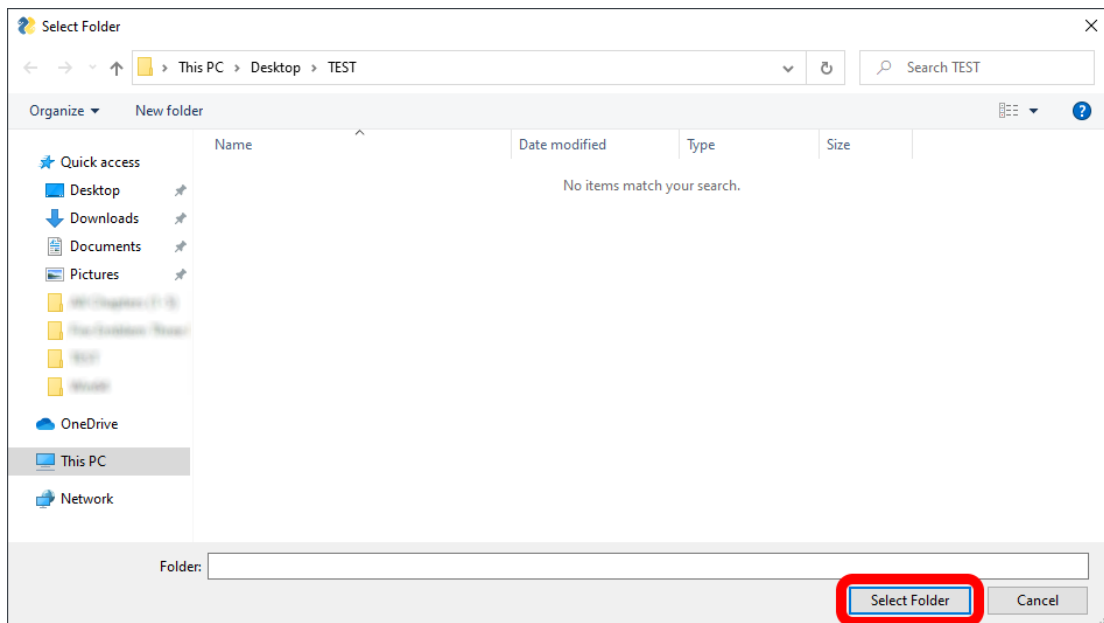 Select Folder
This PC > Desktop > TEST
Search TEST
Organize
New folder
Name
Date modified
Type
Size
No items match your search.
Quick access
Desktop
Downloads
Documents
Pictures
TEST
OneDrive
This PC
Network
Folder:
Select Folder
Cancel